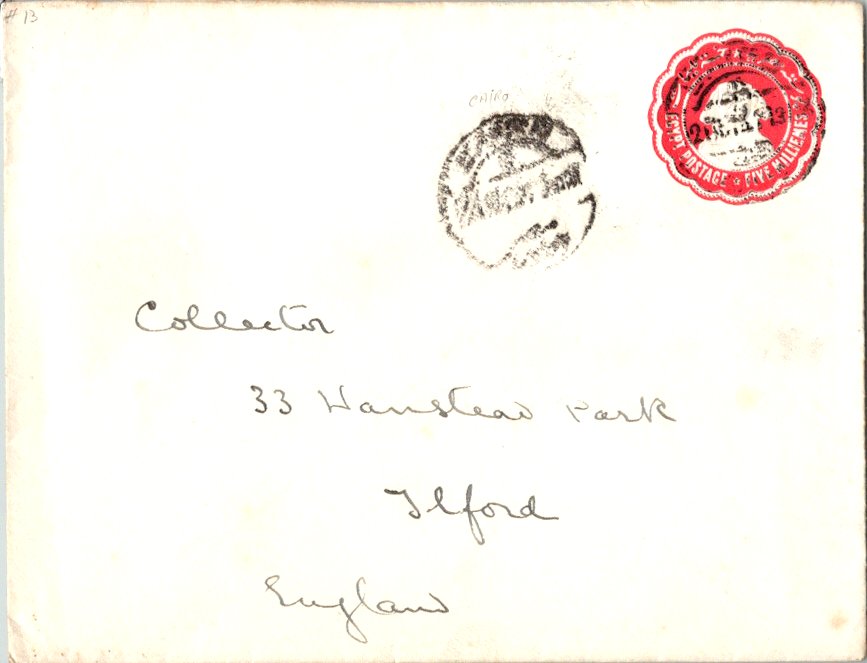 #13
CAIRO
EGYPT POSTAGE FIVE MILLIEMES
Collector
33 Wanstead Park
Ilford
England